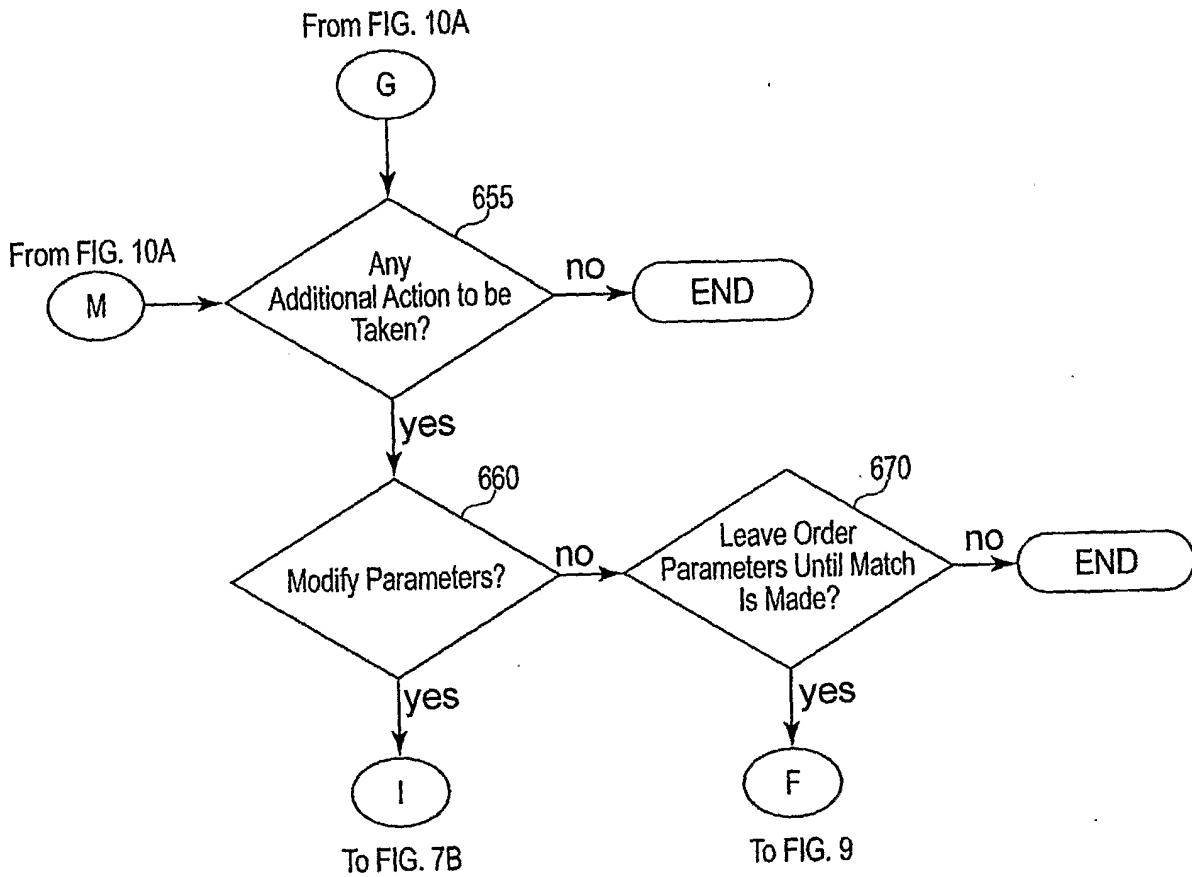 From FIG. 10A
G
655
From FIG. 10A
M
Any
Additional Action to be
Taken?
no
END
yes
660
Modify Parameters?
no
670
Leave Order
Parameters Until Match
Is Made?
no
END
yes
I
To FIG. 7B
yes
F
To FIG. 9